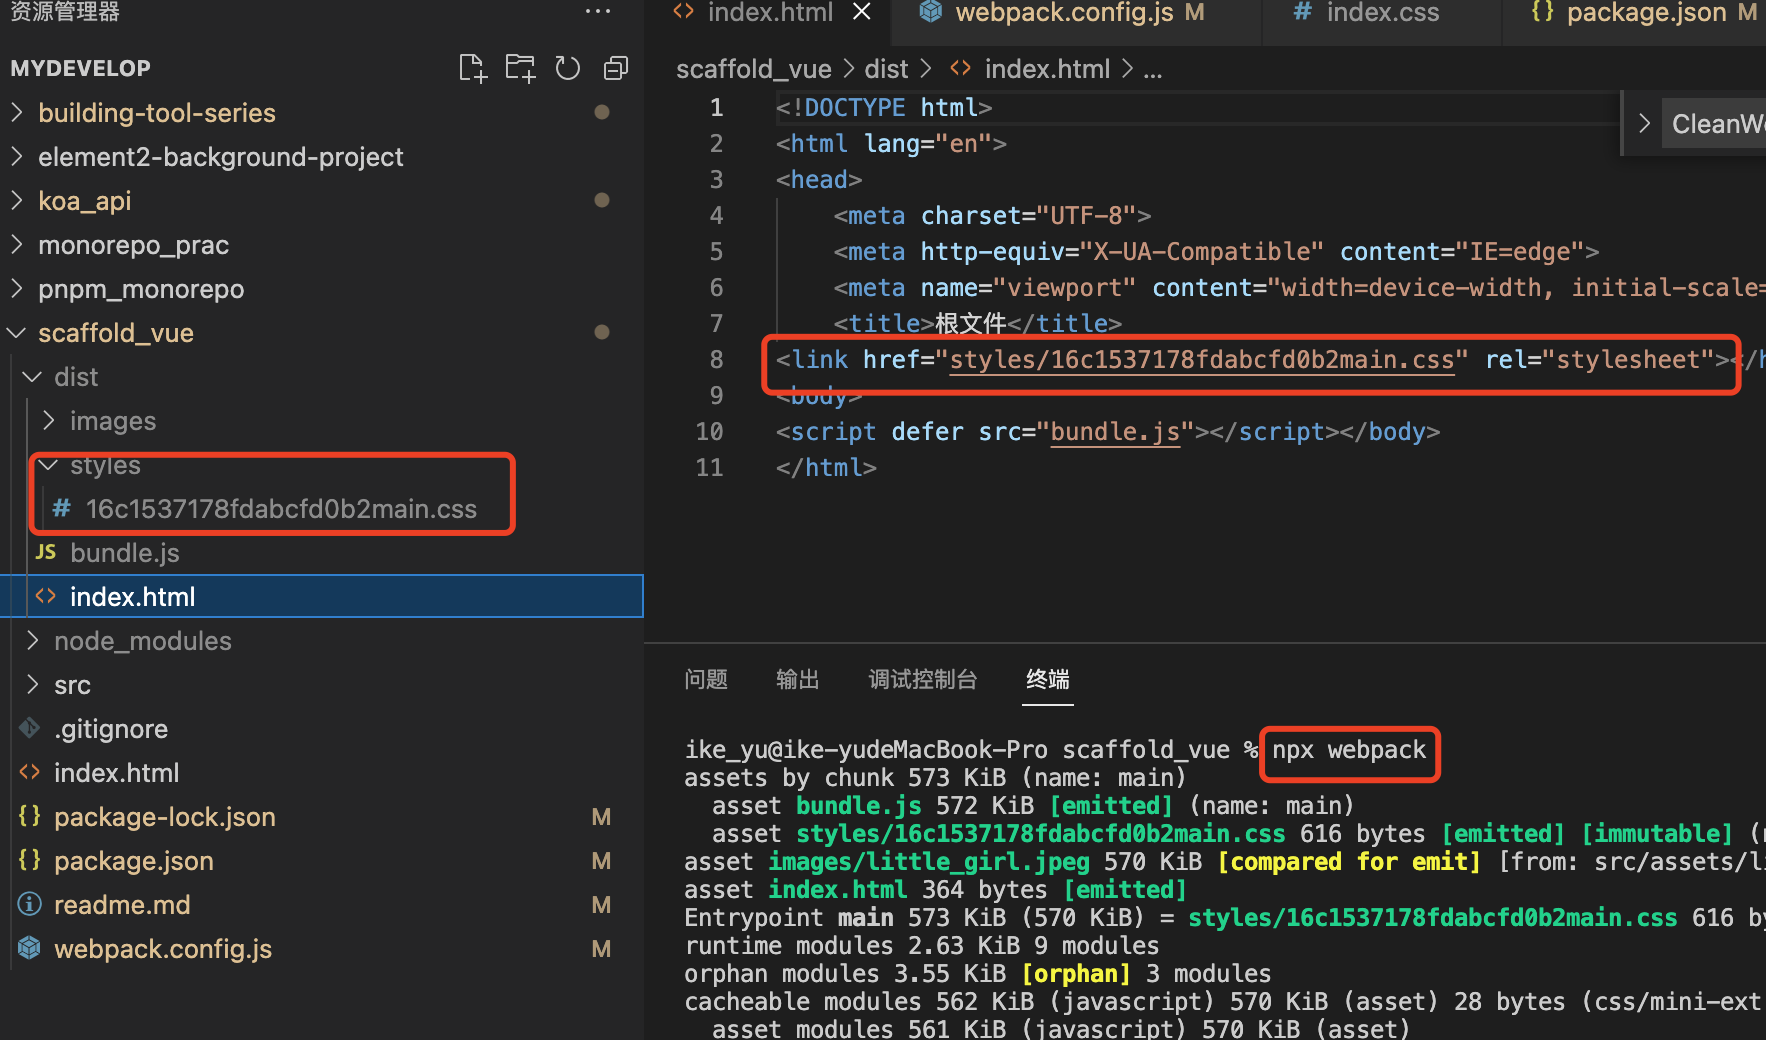 资源管理器
MYDEVELOP
building-tool-series
element2-background-project
koa_api
monorepo_prac
pnpm_monorepo
scaffold_vue
dist
images
styles
# 16c1537178fdabcfd0b2main.css
JS bundle.js
<> index.html
node_modules
src
.gitignore
<> index.html
{} package-lock.json M
{} package.json M
readme.md M
webpack.config.js M
<> index.html
webpack.config.js M
# index.css
{} package.json M
scaffold_vue > dist > <> index.html > ...
CleanW
1 <!DOCTYPE html>
2 <html lang="en">
3 <head>
4 <meta charset="UTF-8">
5 <meta http-equiv="X-UA-Compatible" content="IE=edge">
6 <meta name="viewport" content="width=device-width, initial-scale=
7 <title>根文件</title>
8 <link href="styles/16c1537178fdabcfd0b2main.css" rel="stylesheet"></h
9 <body>
10 <script defer src="bundle.js"></script></body>
11 </html>
问题 输出 调试控制台 终端
ike_yu@ike-yudeMacBook-Pro scaffold_vue % npx webpack
assets by chunk 573 KiB (name: main)
asset bundle.js 572 KiB [emitted] (name: main)
asset styles/16c1537178fdabcfd0b2main.css 616 bytes [emitted] [immutable] (
asset images/little_girl.jpeg 570 KiB [compared for emit] [from: src/assets/li
asset index.html 364 bytes [emitted]
Entrypoint main 573 KiB (570 KiB) = styles/16c1537178fdabcfd0b2main.css 616 by
runtime modules 2.63 KiB 9 modules
orphan modules 3.55 KiB [orphan] 3 modules
cacheable modules 562 KiB (javascript) 570 KiB (asset) 28 bytes (css/mini-ext
asset modules 561 KiB (javascript) 570 KiB (asset)